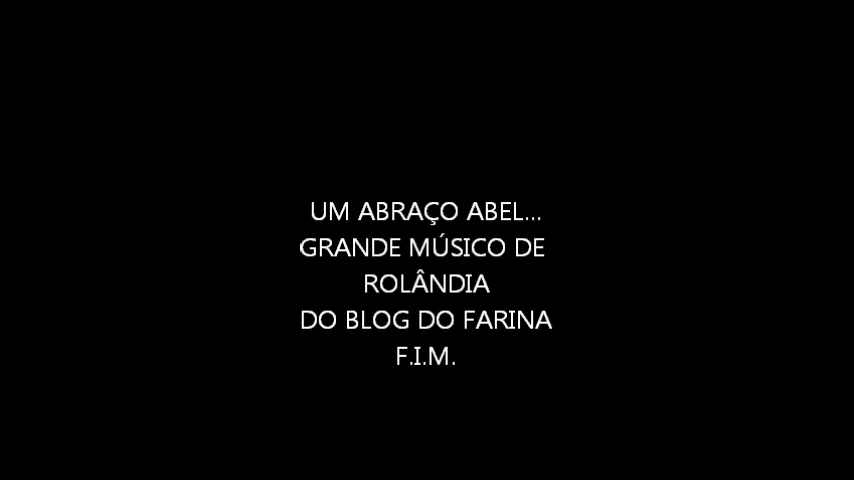 UM ABRAÇO ABEL...
GRANDE MÚSICO DE
ROLÂNDIA
DO BLOG DO FARINA
F.I.M.